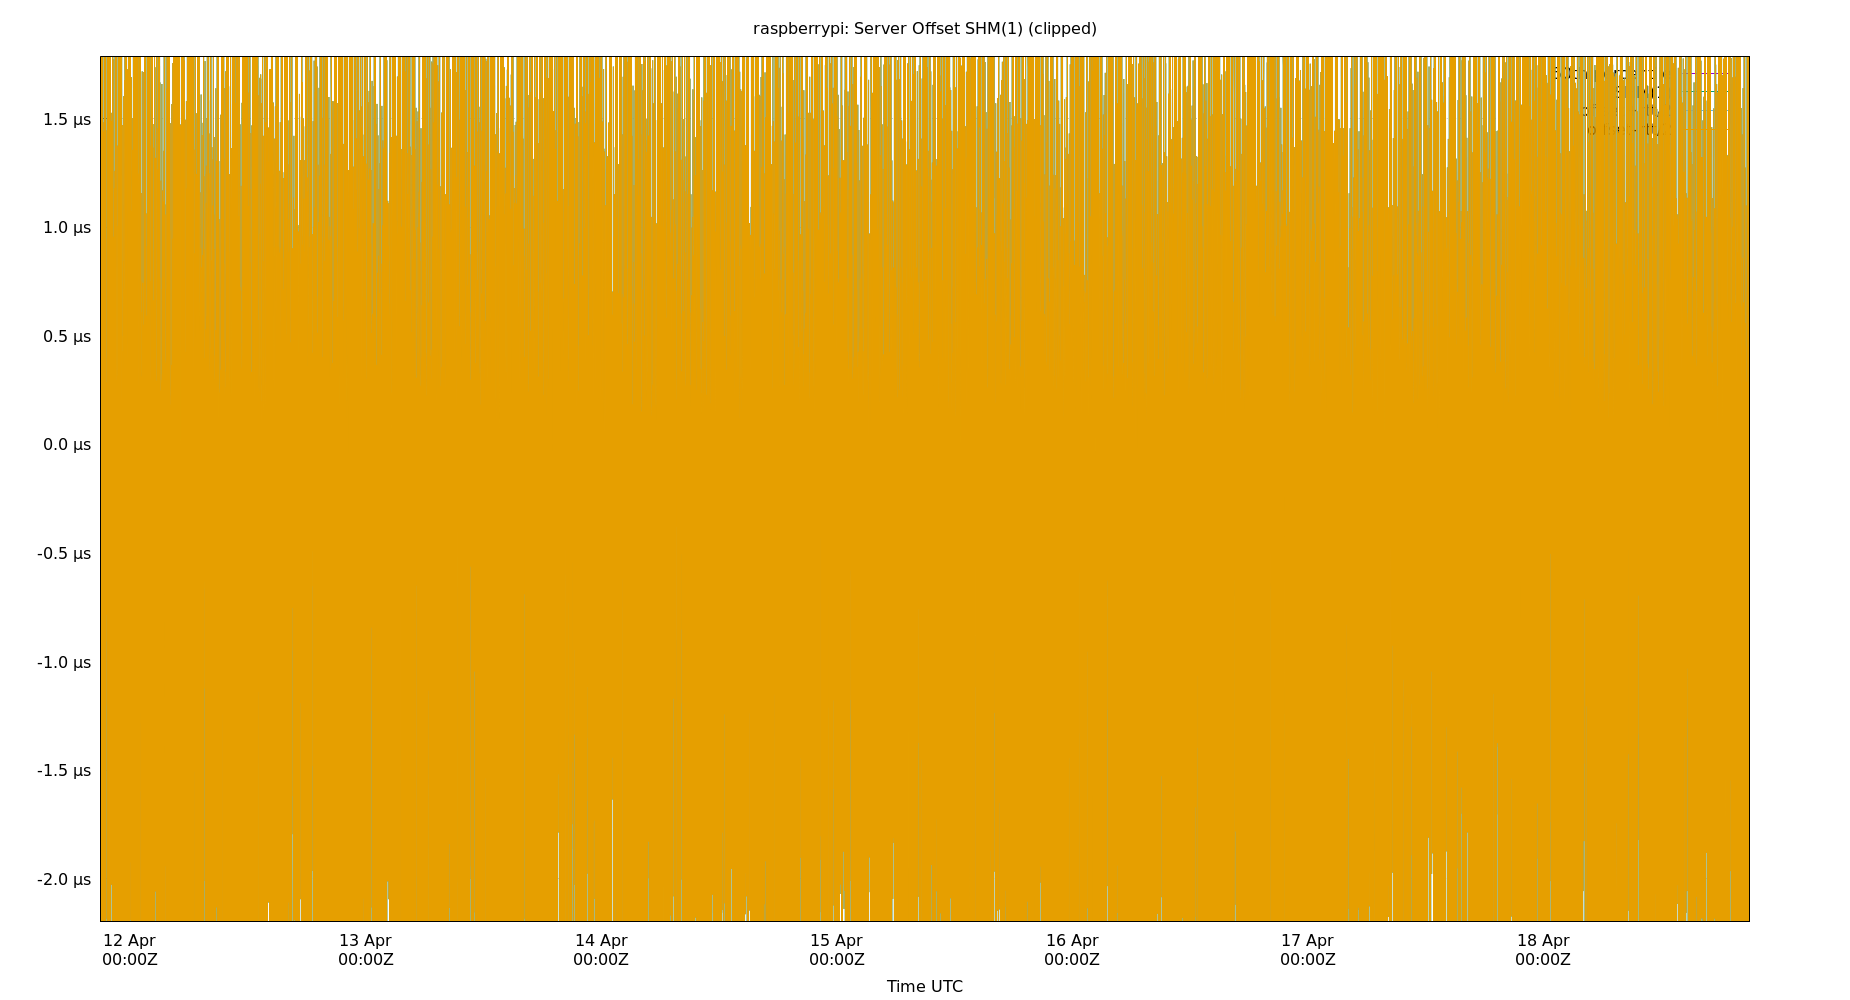 raspberrypi: Server Offset SHM(1) (clipped)
1.5 µs
1.0 µs
0.5 µs
0.0 µs
-0.5 µs
-1.0 µs
-1.5 µs
-2.0 µs
12 Apr
00:00Z
13 Apr
00:00Z
14 Apr
00:00Z
15 Apr
00:00Z
16 Apr
00:00Z
17 Apr
00:00Z
18 Apr
00:00Z
Time UTC